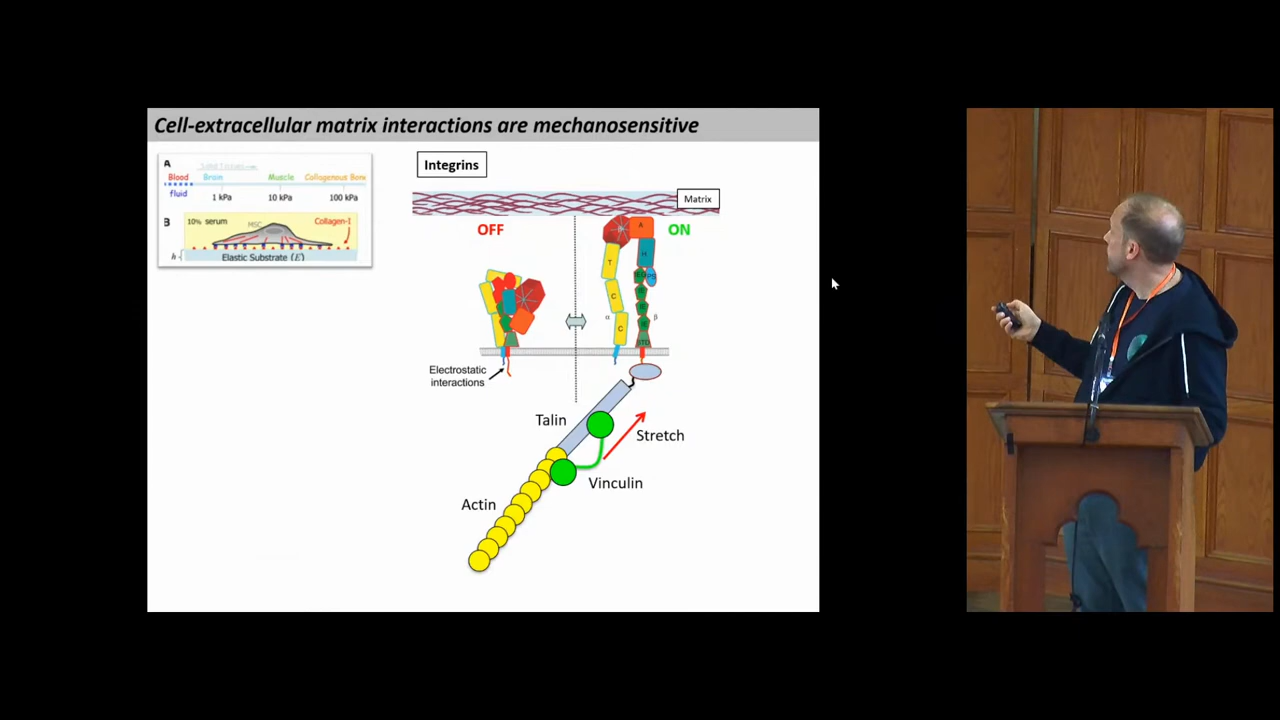 Cell-extracellular matrix interactions are mechanosensitive
A
Blood Brain Muscle Collagenous Bone
fluid 1 kPa 10 kPa 100 kPa
B
10% serum MSC Collagen-I
h
Elastic Substrate (E)
Integrins
Matrix
OFF
ON
A
H
T
C
C
α
β
Electrostatic
interactions
Talin
Stretch
Vinculin
Actin